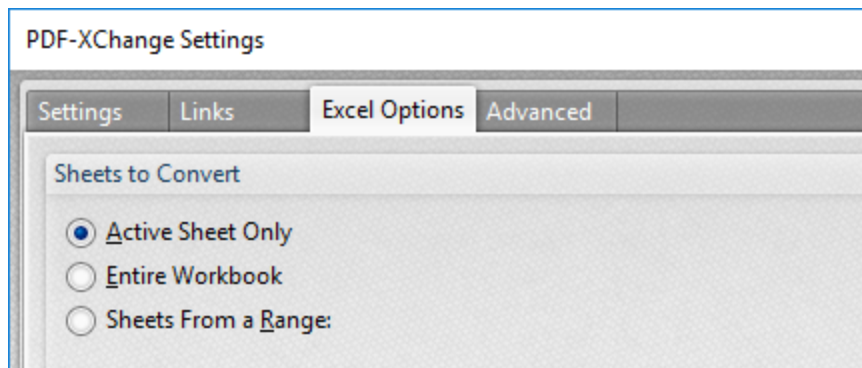 PDF-XChange Settings
Settings Links Excel Options Advanced
Sheets to Convert
Active Sheet Only
Entire Workbook
Sheets From a Range: